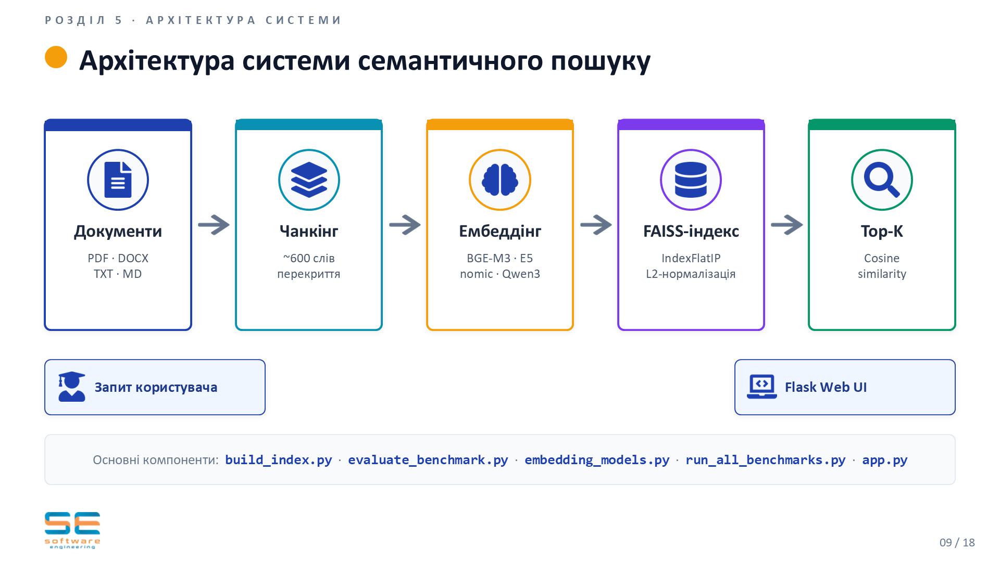 РОЗДІЛ 5 · АРХІТЕКТУРА СИСТЕМИ
Архітектура системи семантичного пошуку
Документи
PDF · DOCX
TXT · MD
Чанкінг
~600 слів
перекриття
Ембеддінг
BGE-M3 · E5
nomic · Qwen3
FAISS-індекс
IndexFlatIP
L2-нормалізація
Top-K
Cosine
similarity
Запит користувача
Flask Web UI
Основні компоненти: build_index.py · evaluate_benchmark.py · embedding_models.py · run_all_benchmarks.py · app.py
SE
software
engineering
09 / 18